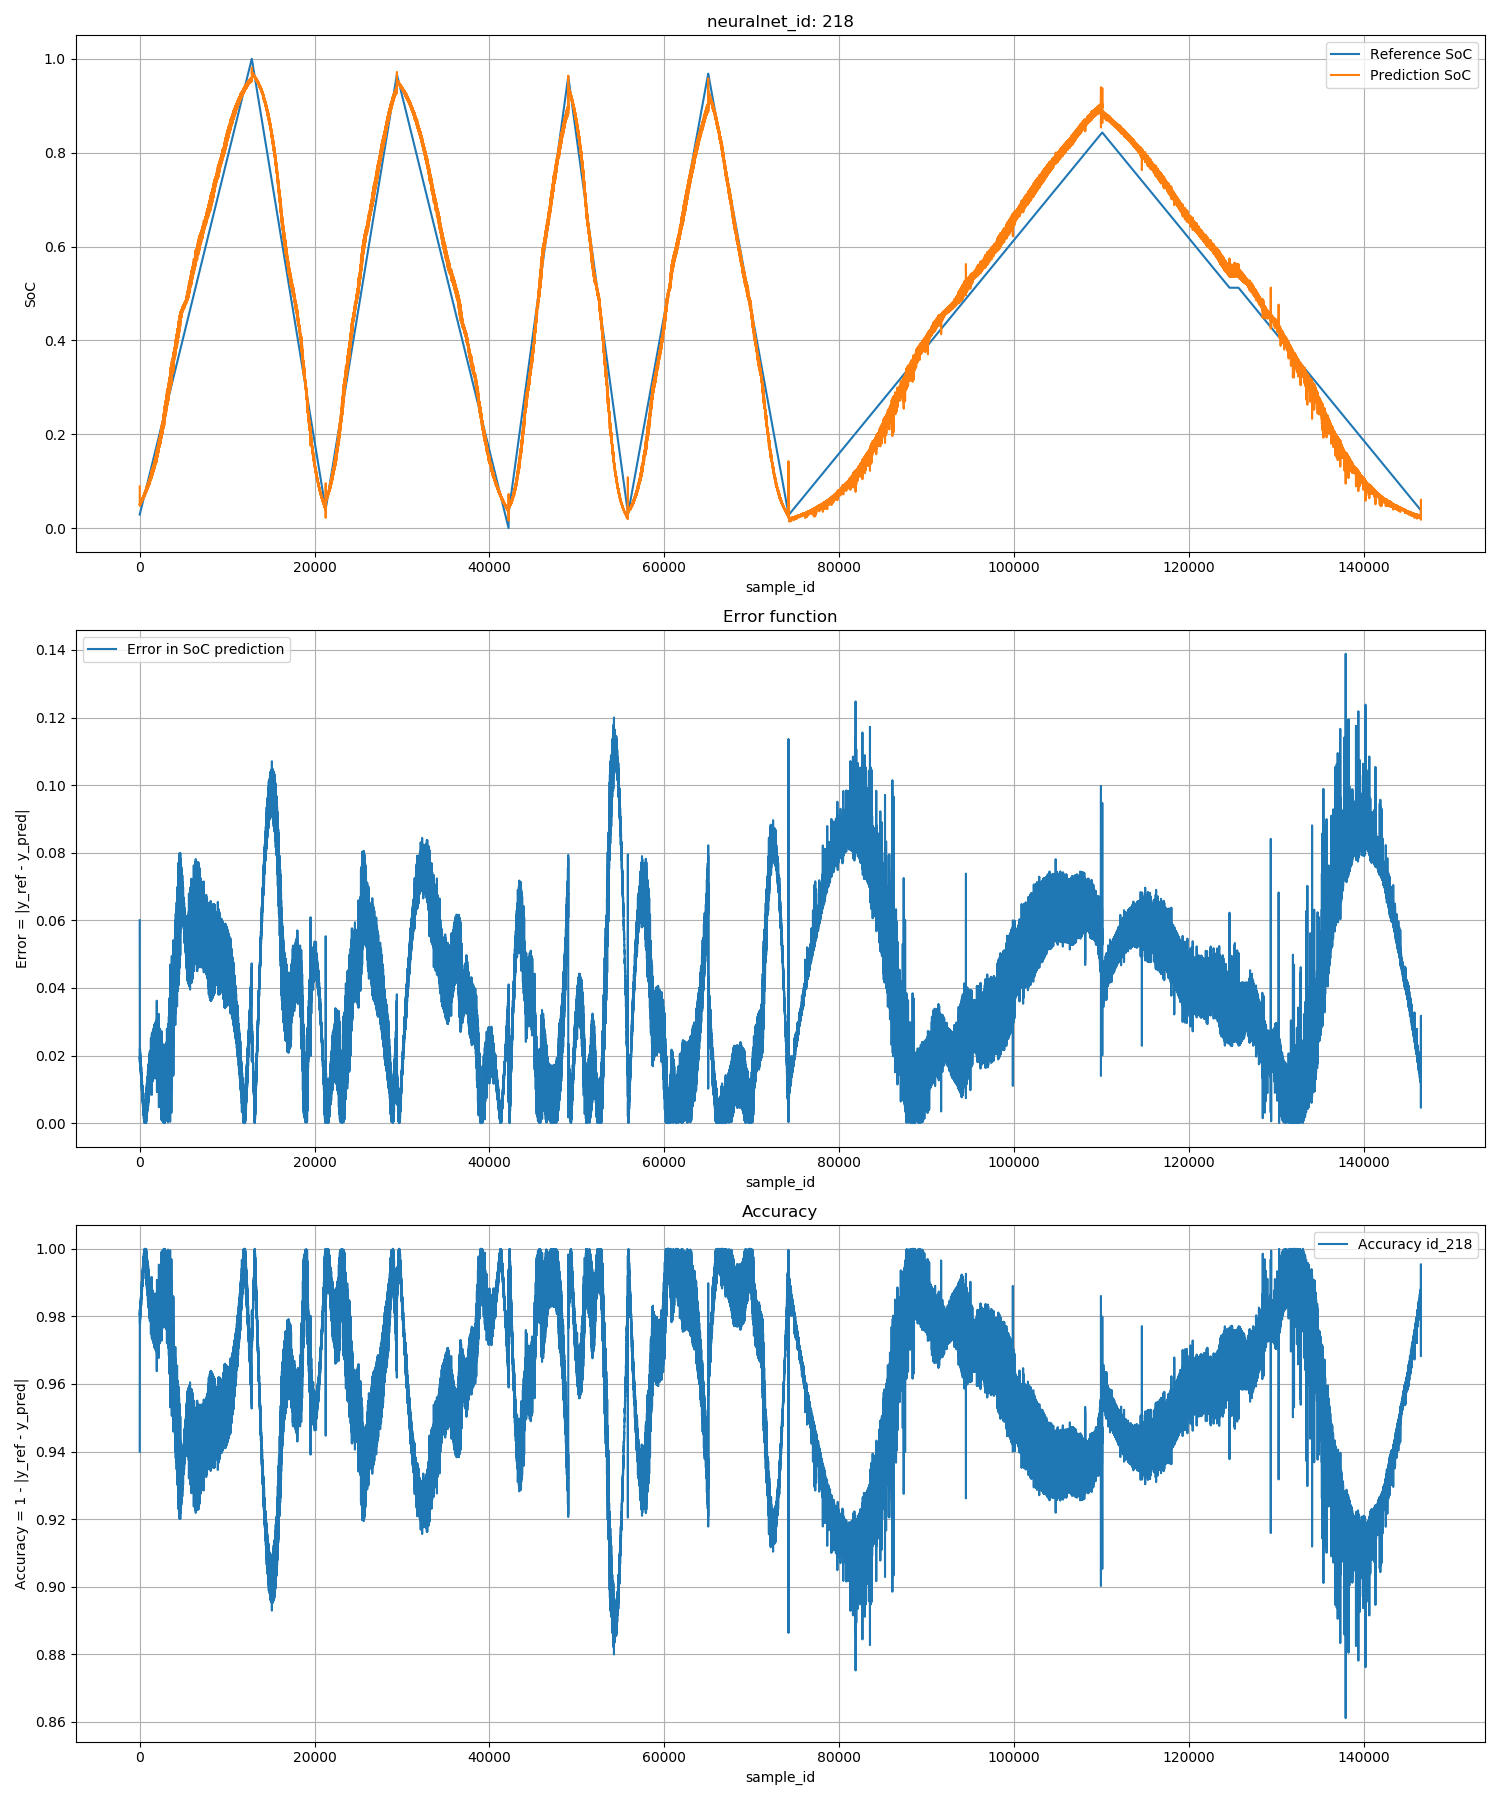 neuralnet_id: 218
Reference SoC
Prediction SoC
SoC
1.0
0.8
0.6
0.4
0.2
0.0
0 20000 40000 60000 80000 100000 120000 140000
sample_id
Error function
Error in SoC prediction
Error = |y_ref - y_pred|
0.14
0.12
0.10
0.08
0.06
0.04
0.02
0.00
0 20000 40000 60000 80000 100000 120000 140000
sample_id
Accuracy
Accuracy id_218
Accuracy = 1 - |y_ref - y_pred|
1.00
0.98
0.96
0.94
0.92
0.90
0.88
0.86
0 20000 40000 60000 80000 100000 120000 140000
sample_id